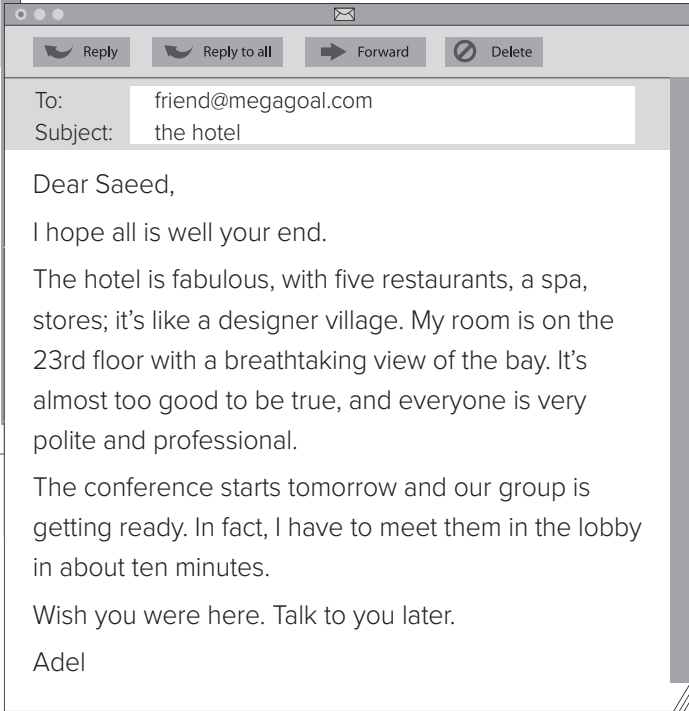 Reply Reply to all Forward Delete
To: friend@megagoal.com
Subject: the hotel
Dear Saeed,
I hope all is well your end.
The hotel is fabulous, with five restaurants, a spa,
stores; it’s like a designer village. My room is on the
23rd floor with a breathtaking view of the bay. It’s
almost too good to be true, and everyone is very
polite and professional.
The conference starts tomorrow and our group is
getting ready. In fact, I have to meet them in the lobby
in about ten minutes.
Wish you were here. Talk to you later.
Adel